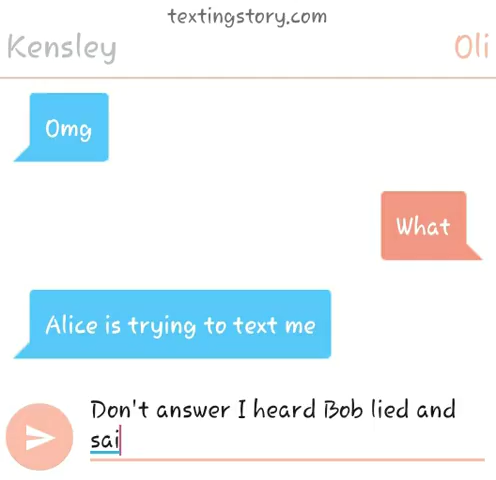 textingstory.com
Kensley
Oli
Omg
What
Alice is trying to text me
Don't answer I heard Bob lied and
sai